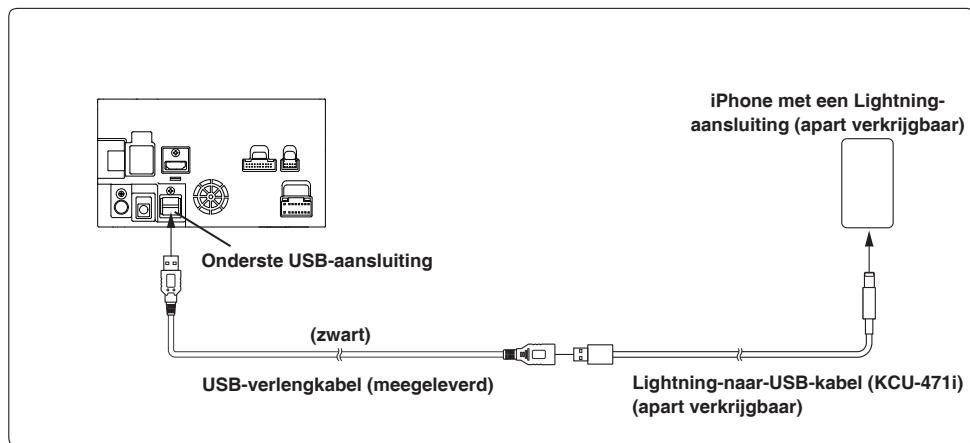 iPhone met een Lightning-
aansluiting (apart verkrijgbaar)
Onderste USB-aansluiting
(zwart)
USB-verlengkabel (meegeleverd)
Lightning-naar-USB-kabel (KCU-471i)
(apart verkrijgbaar)